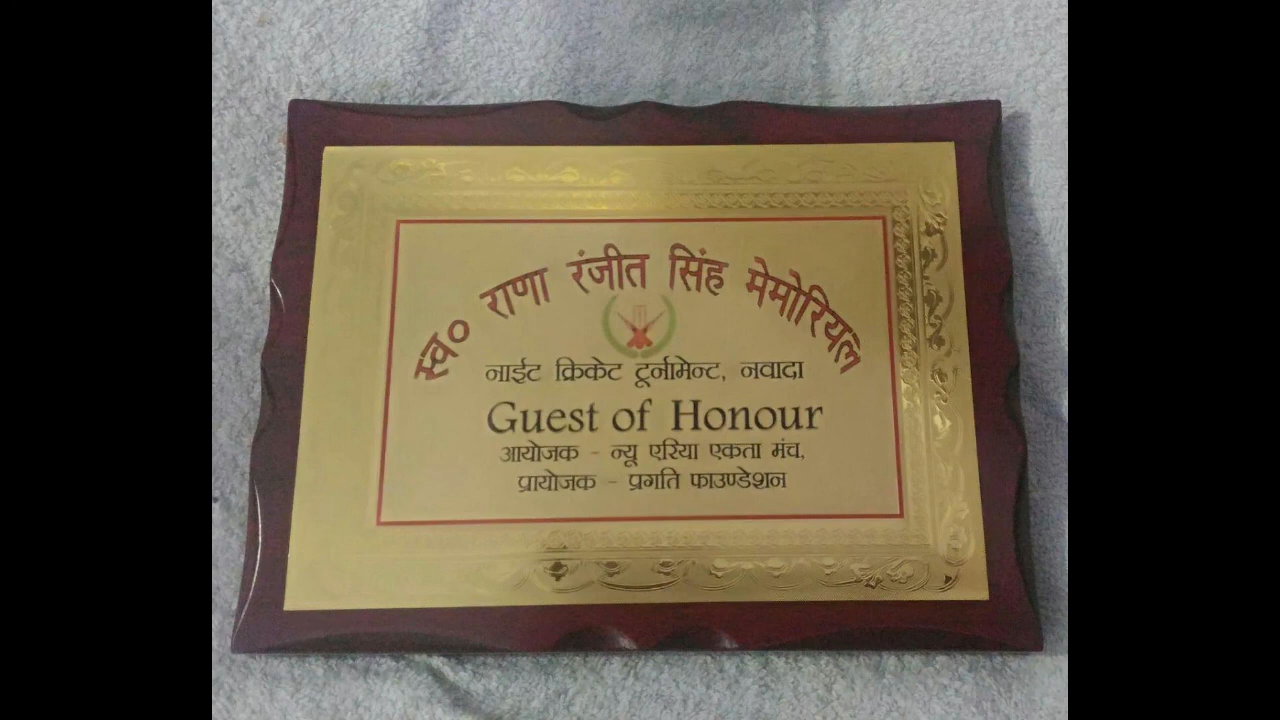 स्व० राणा रंजीत सिंह मेमोरियल
नाईट क्रिकेट टूर्नामेन्ट, नवादा
Guest of Honour
आयोजक - न्यू एरिया एकता मंच,
प्रायोजक - प्रगति फाउण्डेशन